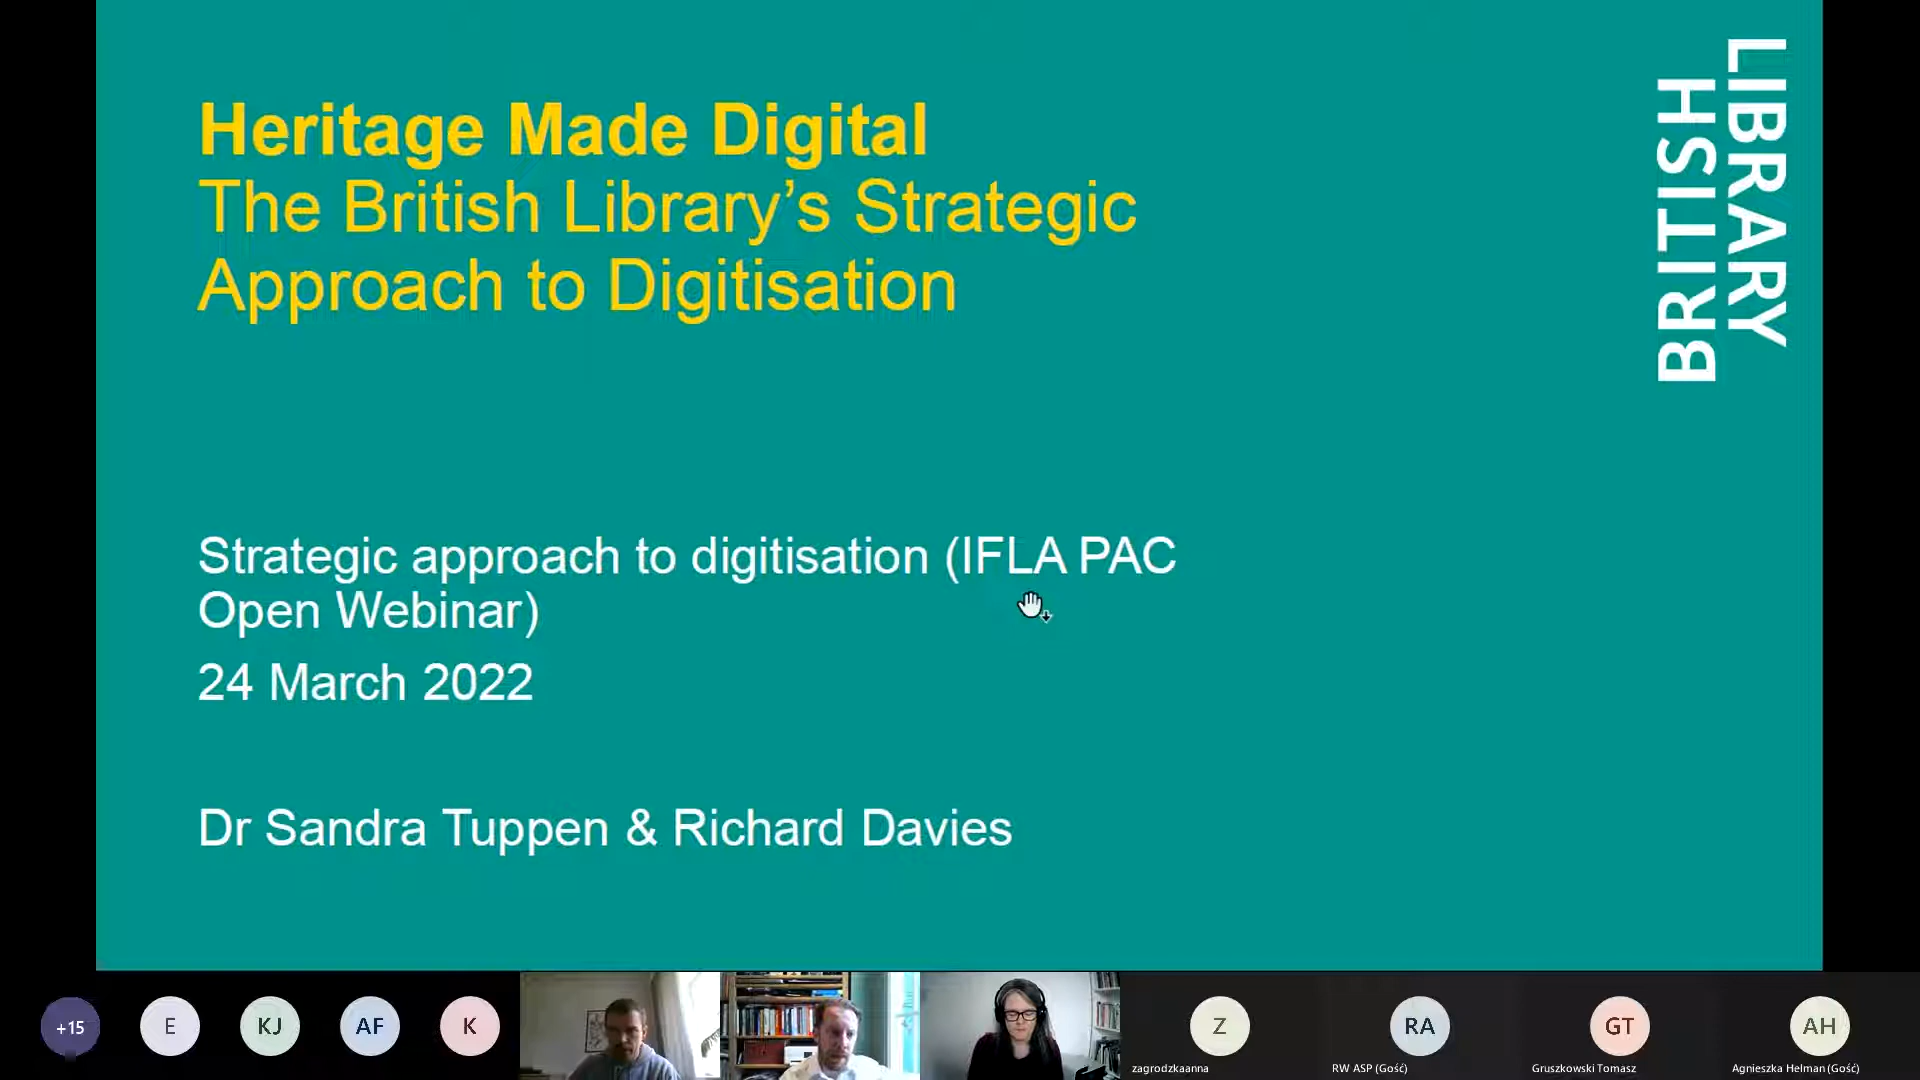 Heritage Made Digital
The British Library’s Strategic
Approach to Digitisation
BRITISH
LIBRARY
Strategic approach to digitisation (IFLA PAC
Open Webinar)
24 March 2022
Dr Sandra Tuppen & Richard Davies
+15
E
KJ
AF
K
Z
RA
GT
AH
zagrodzkaanna
RW ASP (Gość)
Gruszkowski Tomasz
Agnieszka Helman (Gość)